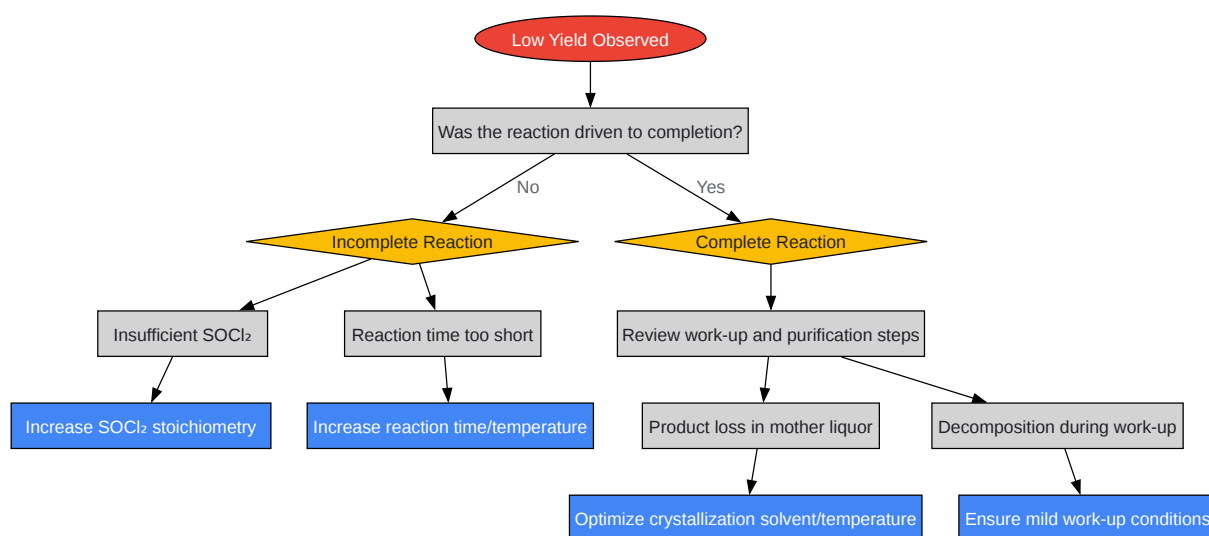 Low Yield Observed
Was the reaction driven to completion?
No
Yes
Incomplete Reaction
Complete Reaction
Insufficient SOCl₂
Reaction time too short
Review work-up and purification steps
Increase SOCl₂ stoichiometry
Increase reaction time/temperature
Product loss in mother liquor
Decomposition during work-up
Optimize crystallization solvent/temperature
Ensure mild work-up conditions